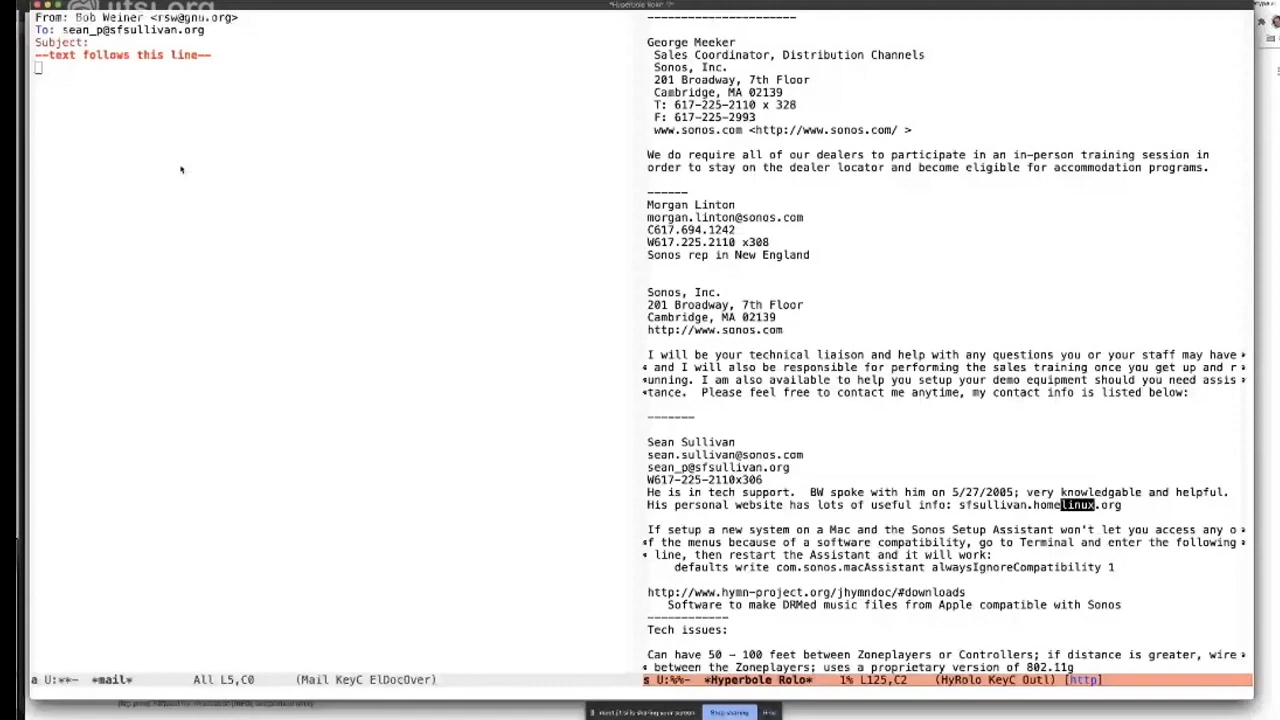 *Hyperbole Rolo*
From: Bob Weiner <rsw@gnu.org>
To: sean_p@sfsullivan.org
Subject:
--text follows this line--
a U:**- *mail* All L5,C0 (Mail KeyC ElDocOver)
----------------------
George Meeker
Sales Coordinator, Distribution Channels
Sonos, Inc.
201 Broadway, 7th Floor
Cambridge, MA 02139
T: 617-225-2110 x 328
F: 617-225-2993
www.sonos.com <http://www.sonos.com/ >
We do require all of our dealers to participate in an in-person training session in
order to stay on the dealer locator and become eligible for accommodation programs.
------
Morgan Linton
morgan.linton@sonos.com
C617.694.1242
W617.225.2110 x308
Sonos rep in New England
Sonos, Inc.
201 Broadway, 7th Floor
Cambridge, MA 02139
http://www.sonos.com
I will be your technical liaison and help with any questions you or your staff may have
and I will also be responsible for performing the sales training once you get up and r
unning. I am also available to help you setup your demo equipment should you need assis
tance.  Please feel free to contact me anytime, my contact info is listed below:
-------
Sean Sullivan
sean.sullivan@sonos.com
sean_p@sfsullivan.org
W617-225-2110x306
He is in tech support.  BW spoke with him on 5/27/2005; very knowledgable and helpful.
His personal website has lots of useful info: sfsullivan.homelinux.org
If setup a new system on a Mac and the Sonos Setup Assistant won't let you access any o
f the menus because of a software compatibility, go to Terminal and enter the following
line, then restart the Assistant and it will work:
defaults write com.sonos.macAssistant alwaysIgnoreCompatibility 1
http://www.hymn-project.org/jhymndoc/#downloads
Software to make DRMed music files from Apple compatible with Sonos
------------
Tech issues:
Can have 50 - 100 feet between Zoneplayers or Controllers; if distance is greater, wire
between the Zoneplayers; uses a proprietary version of 802.11g
s U:%%- *Hyperbole Rolo* 1% L125,C2 (HyRolo KeyC Outl) [http]
meet.jit.si is sharing your screen. Stop sharing Hide